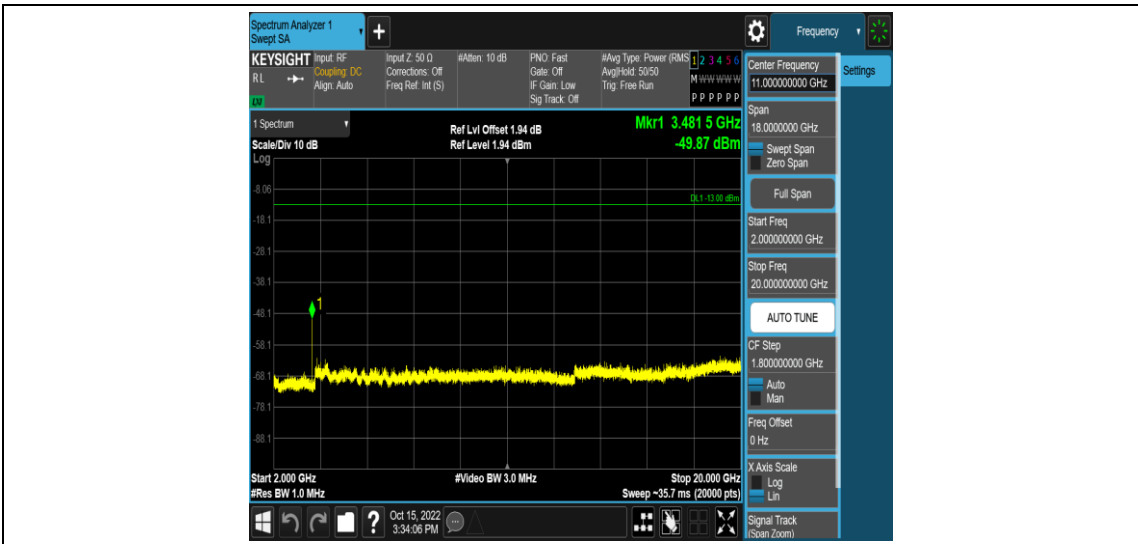 Spectrum Analyzer 1
Swept SA
+
Frequency
KEYSIGHT
RL
LXI
Input: RF
Coupling: DC
Align: Auto
Input Z: 50 Ω
Corrections: Off
Freq Ref: Int (S)
#Atten: 10 dB
PNO: Fast
Gate: Off
IF Gain: Low
Sig Track: Off
#Avg Type: Power (RMS
Avg|Hold: 50/50
Trig: Free Run
1 2 3 4 5 6
M W W W W W
P P P P P P
Center Frequency
11.000000000 GHz
Settings
1 Spectrum
Scale/Div 10 dB
Log
Ref Lvl Offset 1.94 dB
Ref Level 1.94 dBm
Mkr1 3.481 5 GHz
-49.87 dBm
Span
18.0000000 GHz
Swept Span
Zero Span
Full Span
Start Freq
2.000000000 GHz
Stop Freq
20.000000000 GHz
AUTO TUNE
CF Step
1.800000000 GHz
Auto
Man
Freq Offset
0 Hz
X Axis Scale
Log
Lin
Signal Track
(Span Zoom)
-8.06
DL1 -13.00 dBm
-18.1
-28.1
-38.1
1
-48.1
-58.1
-68.1
-78.1
-88.1
Start 2.000 GHz
#Res BW 1.0 MHz
#Video BW 3.0 MHz
Stop 20.000 GHz
Sweep ~35.7 ms (20000 pts)
?
Oct 15, 2022
3:34:06 PM